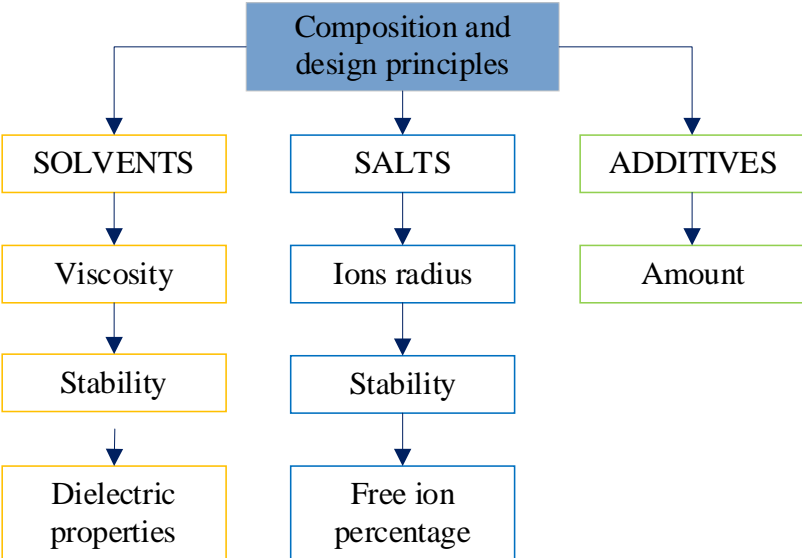 Composition and
design principles
SOLVENTS
SALTS
ADDITIVES
Viscosity
Ions radius
Amount
Stability
Stability
Dielectric
properties
Free ion
percentage